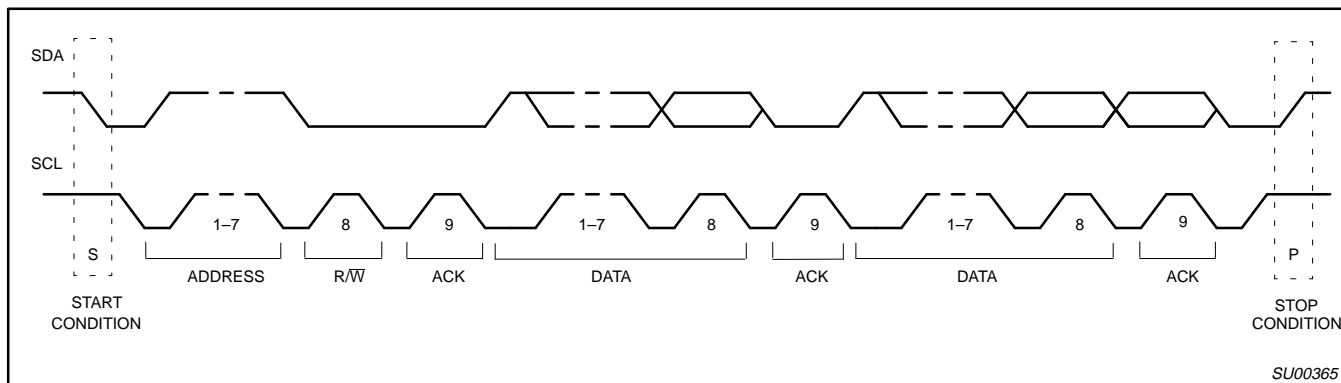 SDA
SCL
1–7 8 9 1–7 8 9 1–7 8 9
S P
ADDRESS R/W̅ ACK DATA ACK DATA ACK
START
CONDITION
STOP
CONDITION
SU00365